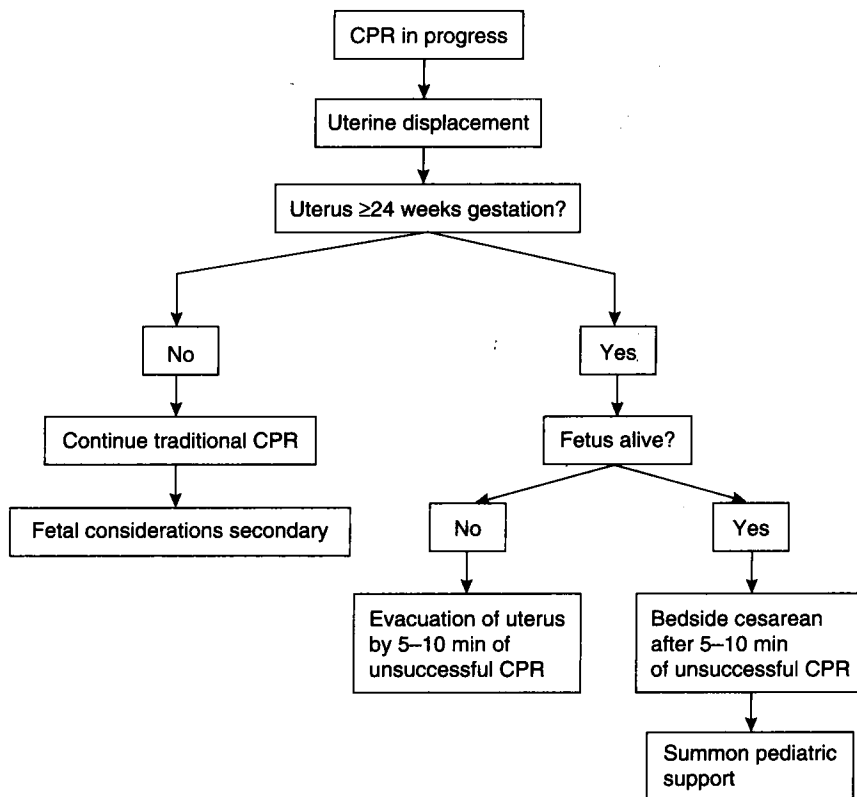 CPR in progress
Uterine displacement
Uterus ≥24 weeks gestation?
No
Yes
Continue traditional CPR
Fetal considerations secondary
Fetus alive?
No
Yes
Evacuation of uterus
by 5–10 min of
unsuccessful CPR
Bedside cesarean
after 5–10 min
of unsuccessful CPR
Summon pediatric
support